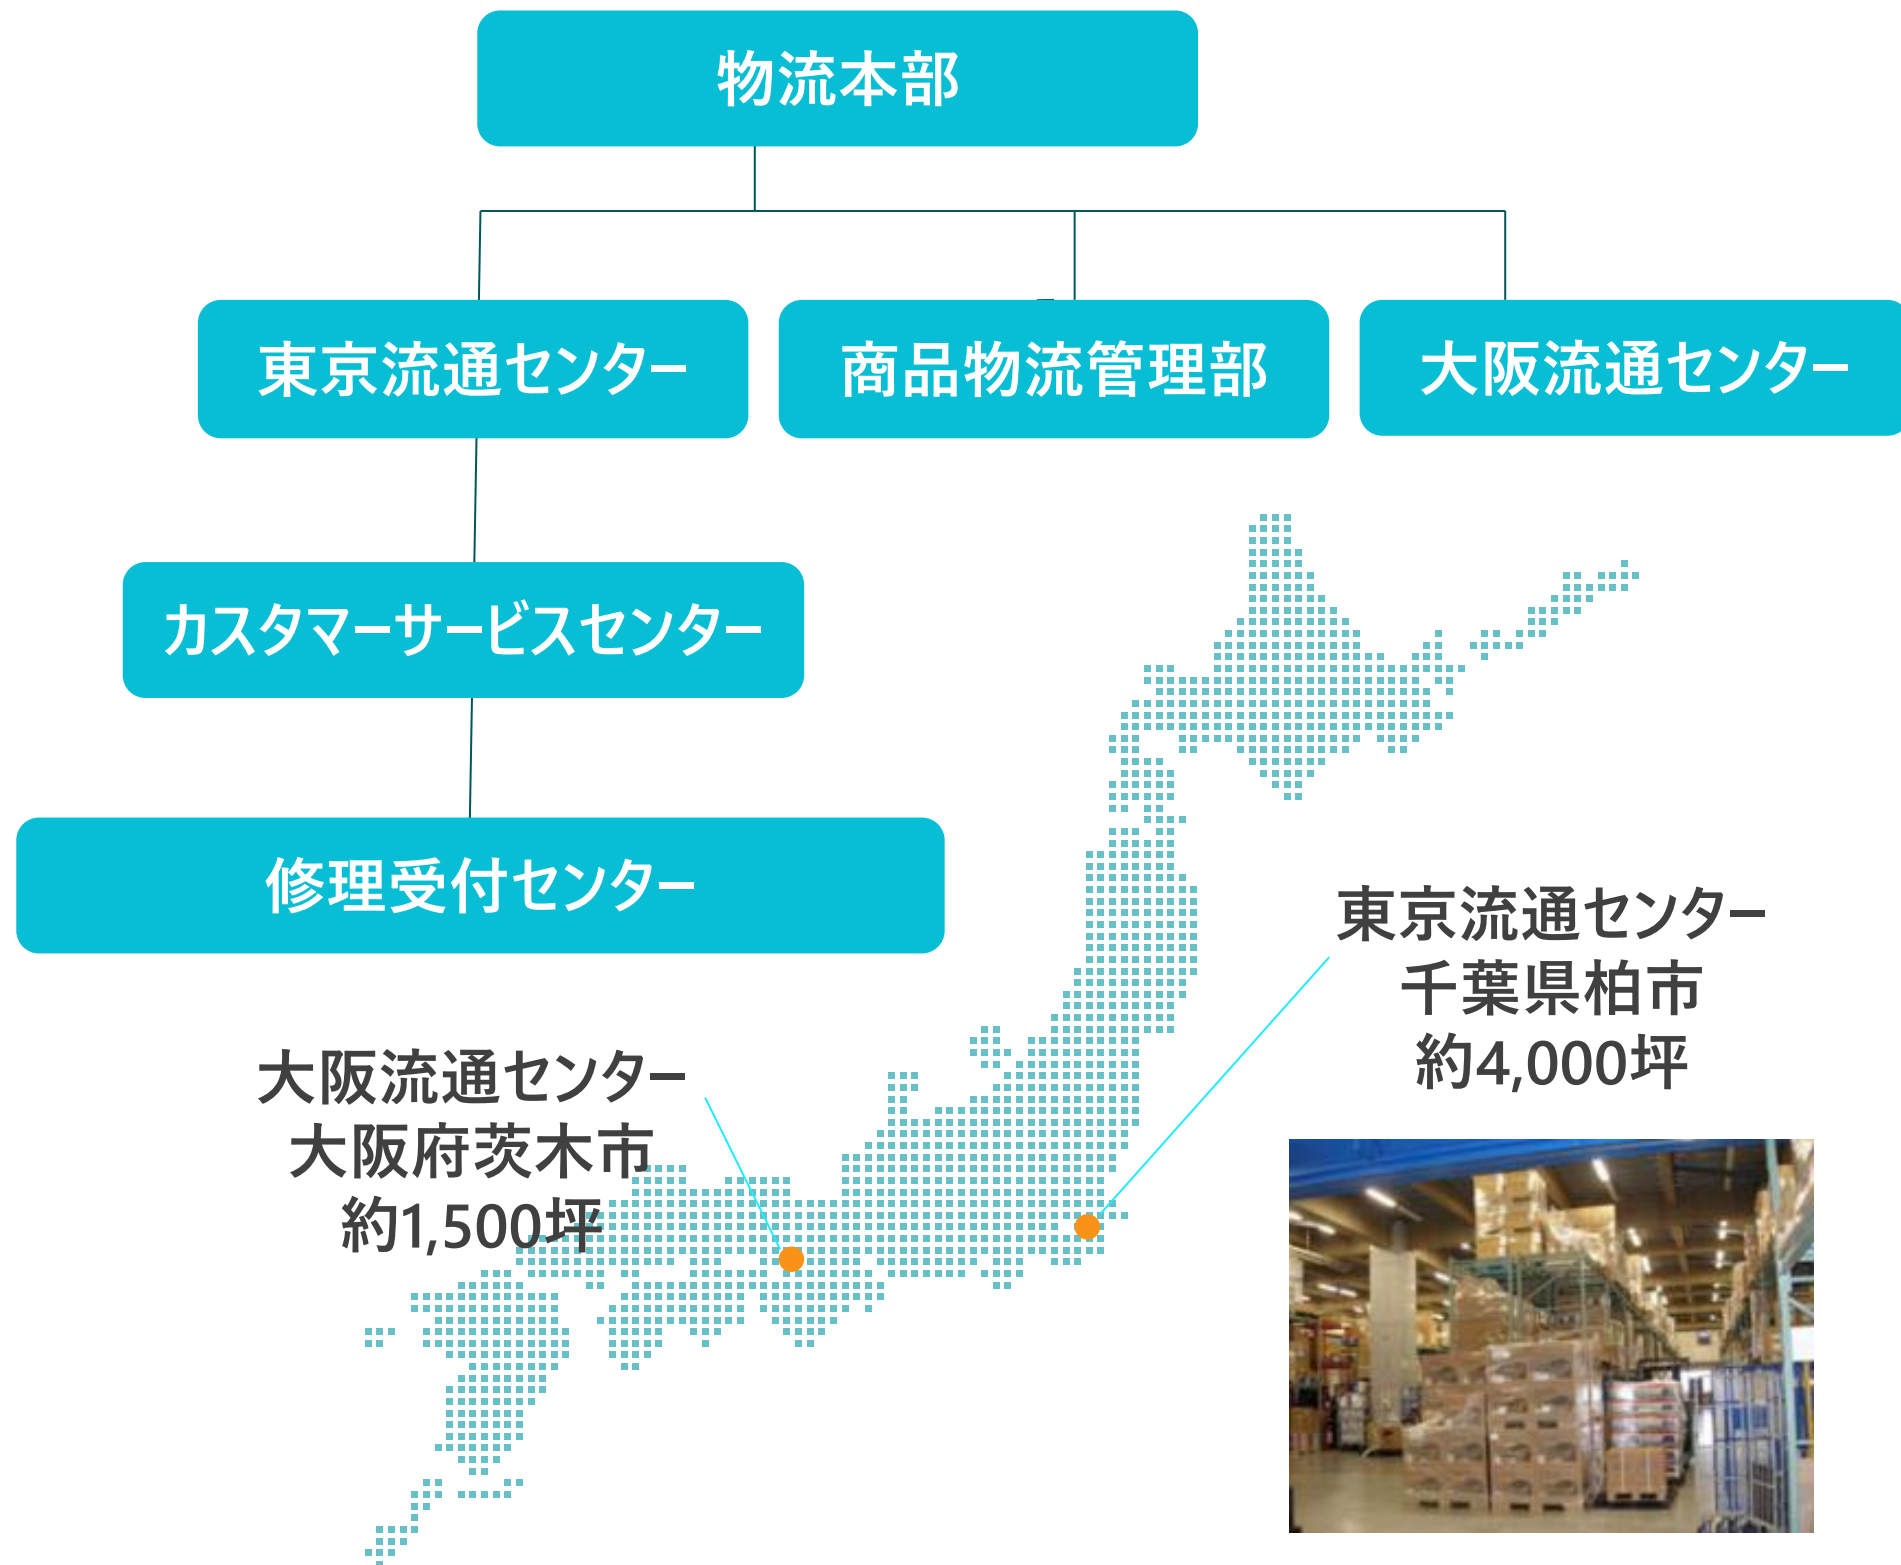 物流本部
東京流通センター
商品物流管理部
大阪流通センター
カスタマーサービスセンター
修理受付センター
東京流通センター
千葉県柏市
約4,000坪
大阪流通センター
大阪府茨木市
約1,500坪